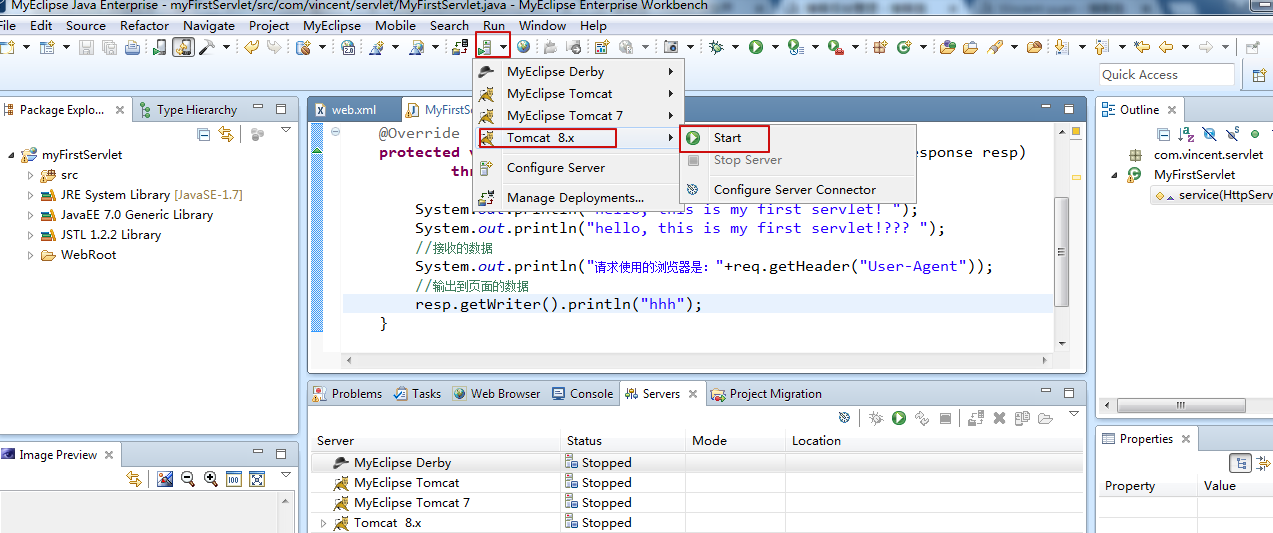 MyEclipse Java Enterprise - myFirstServlet/src/com/vincent/servlet/MyFirstServlet.java - MyEclipse Enterprise Workbench
File Edit Source Refactor Navigate Project MyEclipse Mobile Search Run Window Help
Quick Access
Package Explo...
Type Hierarchy
myFirstServlet
src
JRE System Library [JavaSE-1.7]
JavaEE 7.0 Generic Library
JSTL 1.2.2 Library
WebRoot
web.xml
MyFirstSe
MyEclipse Derby
MyEclipse Tomcat
MyEclipse Tomcat 7
Tomcat 8.x
Configure Server
Manage Deployments...
Start
Stop Server
Configure Server Connector
@Override
protected v
esponse resp)
thr
System.out.println("hello, this is my first servlet! ");
System.out.println("hello, this is my first servlet!??? ");
//接收的数据
System.out.println("请求使用的浏览器是："+req.getHeader("User-Agent"));
//输出到页面的数据
resp.getWriter().println("hhh");
}
Outline
com.vincent.servlet
MyFirstServlet
service(HttpServ
Problems Tasks Web Browser Console Servers Project Migration
Server Status Mode Location
MyEclipse Derby Stopped
MyEclipse Tomcat Stopped
MyEclipse Tomcat 7 Stopped
Tomcat 8.x Stopped
Image Preview
Properties
Property Value